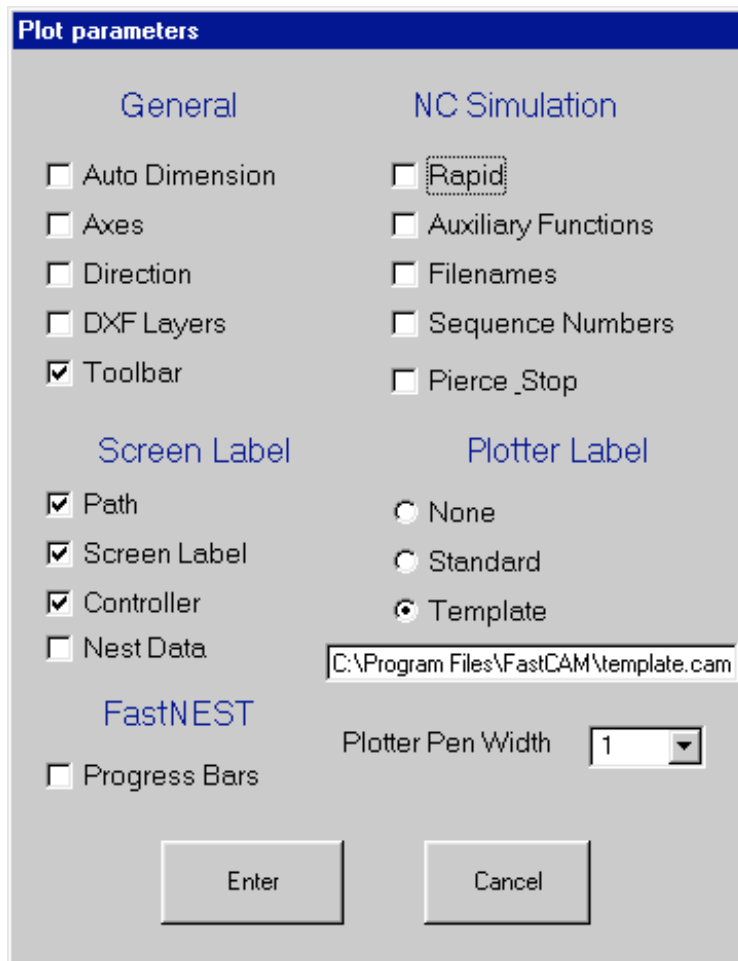 Plot parameters
General
Auto Dimension
Axes
Direction
DXF Layers
Toolbar
NC Simulation
Rapid
Auxiliary Functions
Filenames
Sequence Numbers
Pierce_Stop
Screen Label
Path
Screen Label
Controller
Nest Data
Plotter Label
None
Standard
Template
C:\Program Files\FastCAM\template.cam
FastNEST
Progress Bars
Plotter Pen Width
1
Enter
Cancel